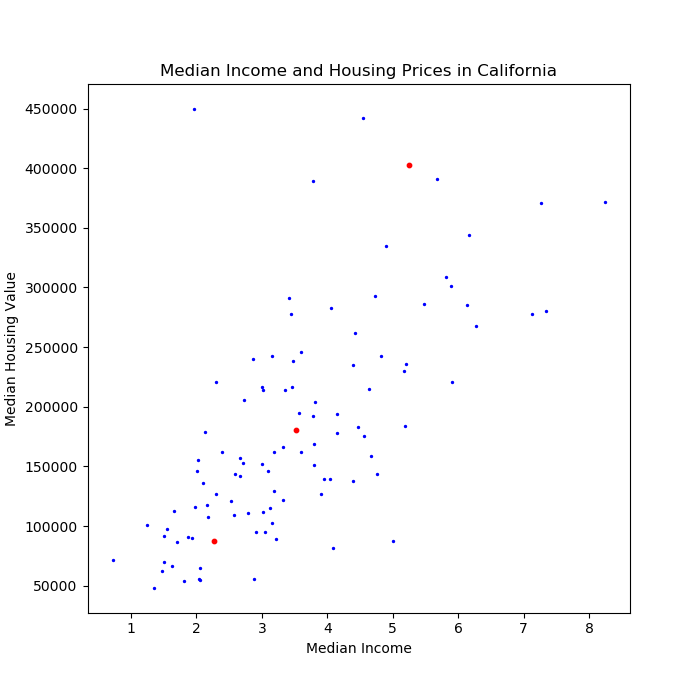 Median Income and Housing Prices in California
Median Housing Value
450000
400000
350000
300000
250000
200000
150000
100000
50000
1 2 3 4 5 6 7 8
Median Income